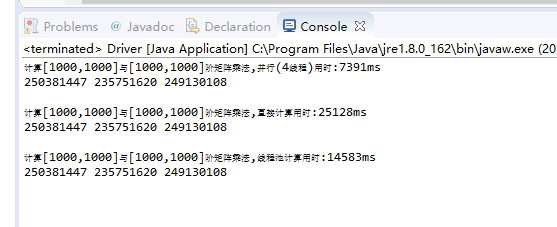 Problems @ Javadoc Declaration Console
<terminated> Driver [Java Application] C:\Program Files\Java\jre1.8.0_162\bin\javaw.exe (20
计算[1000,1000]与[1000,1000]阶矩阵乘法,并行(4线程)用时:7391ms
250381447 235751620 249130108
计算[1000,1000]与[1000,1000]阶矩阵乘法,直接计算用时:25128ms
250381447 235751620 249130108
计算[1000,1000]与[1000,1000]阶矩阵乘法,线程池计算用时:14583ms
250381447 235751620 249130108